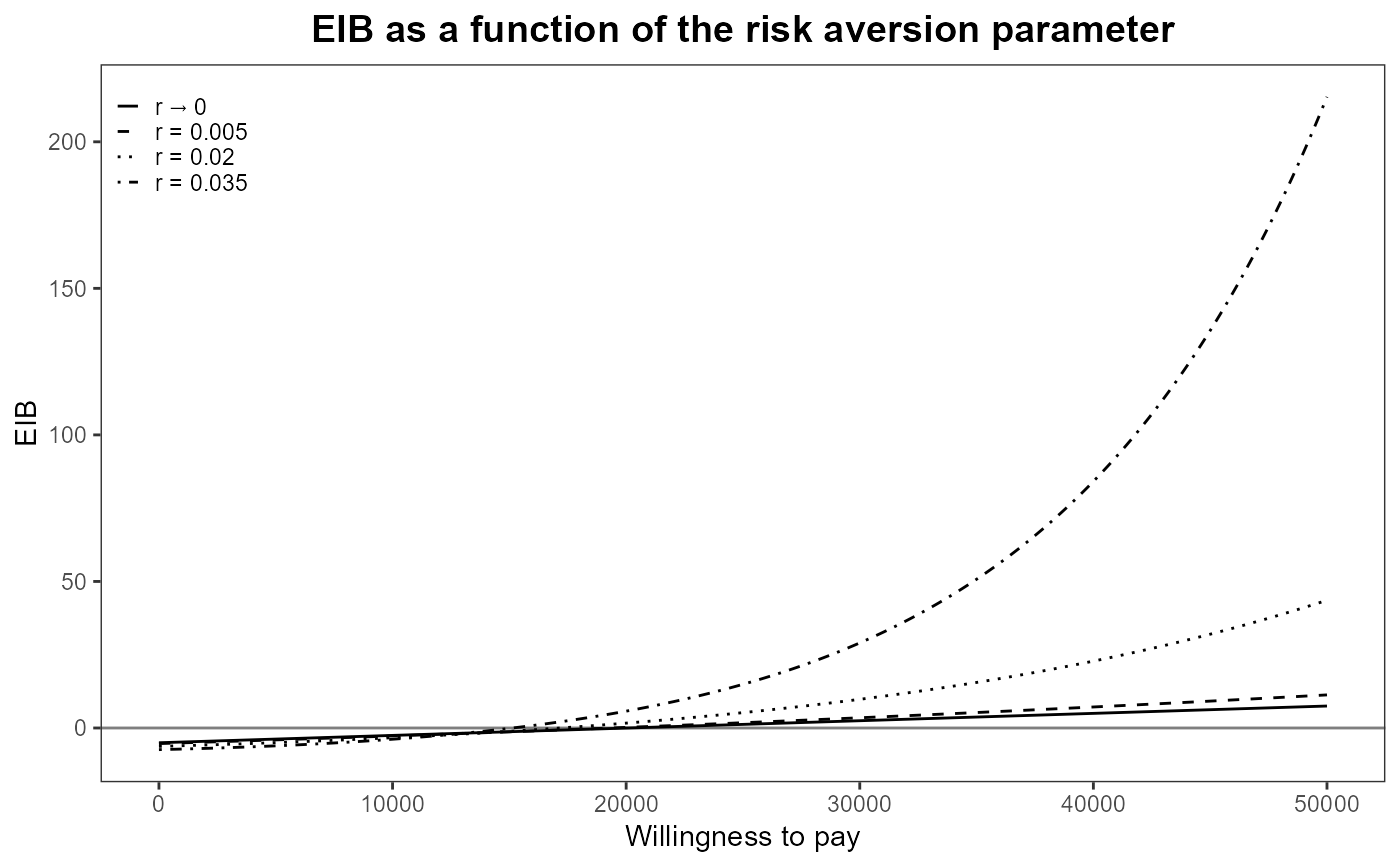 EIB as a function of the risk aversion parameter
r → 0
r = 0.005
r = 0.02
r = 0.035
200
150
100
50
0
EIB
0 10000 20000 30000 40000 50000
Willingness to pay